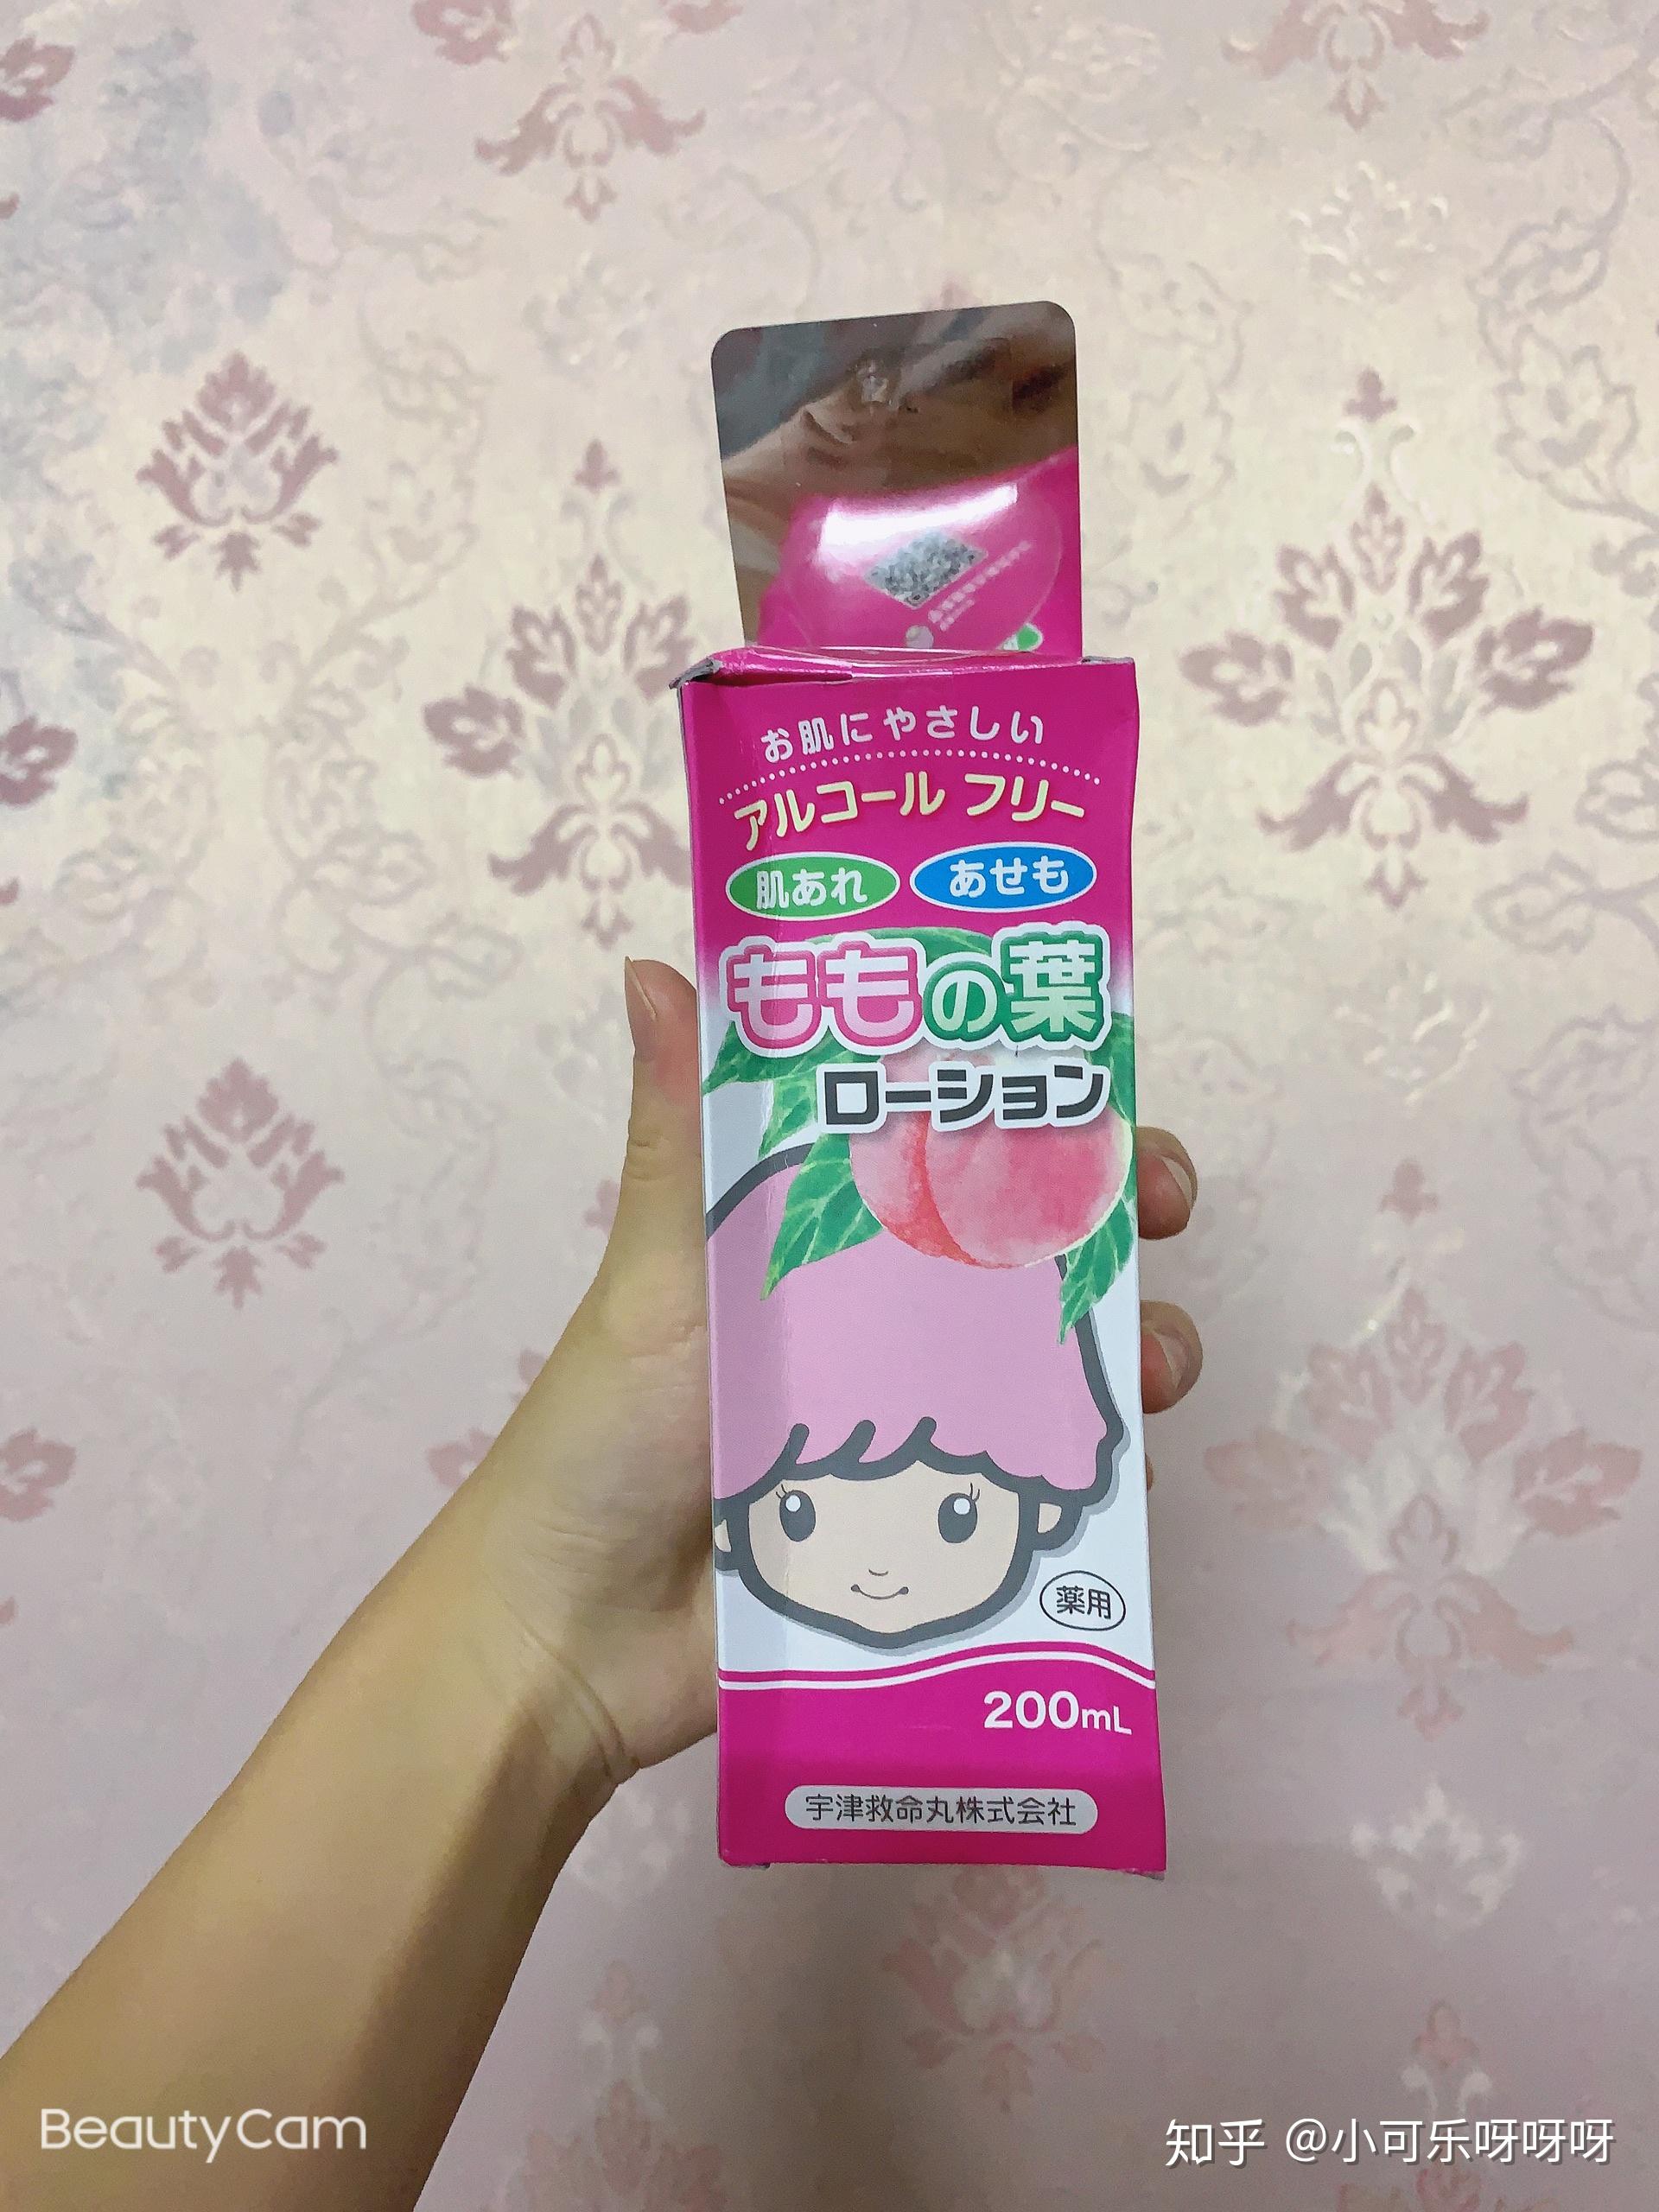 お肌にやさしい
アルコール フリー
肌あれ
あせも
ももの葉
ローション
薬用
200mL
宇津救命丸株式会社
BeautyCam
知乎 @小可乐呀呀呀